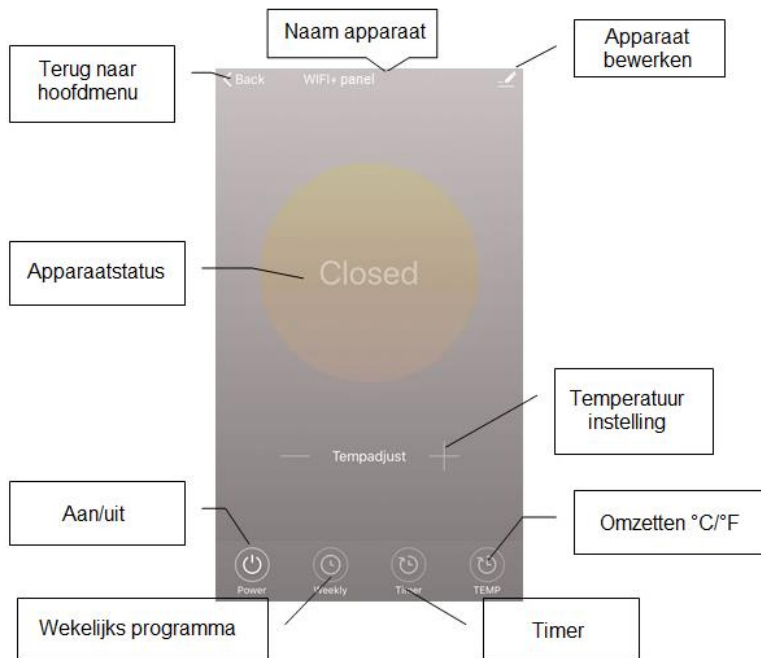 Naam apparaat
Apparaat
bewerken
Terug naar
hoofdmenu
Back
WIFI+ panel
Apparaatstatus
Closed
Temperatuur
instelling
Tempadjust
Aan/uit
Omzetten °C/°F
Power
Weekly
Timer
TEMP
Wekelijks programma
Timer